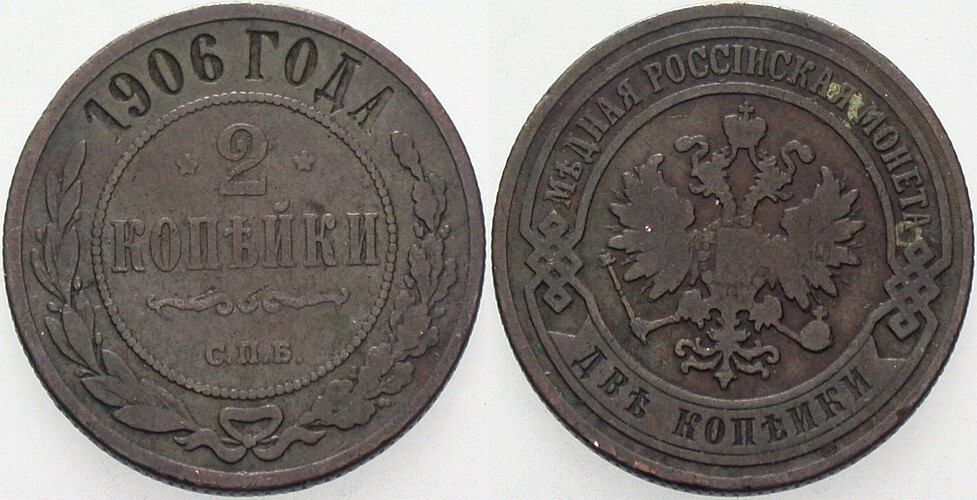 1906 ГОДА
2
КОПѢЙКИ
С.П.Б.
МѢДНАЯ РОССІЙСКАЯ МОНЕТА
ДВѢ КОПѢЙКИ